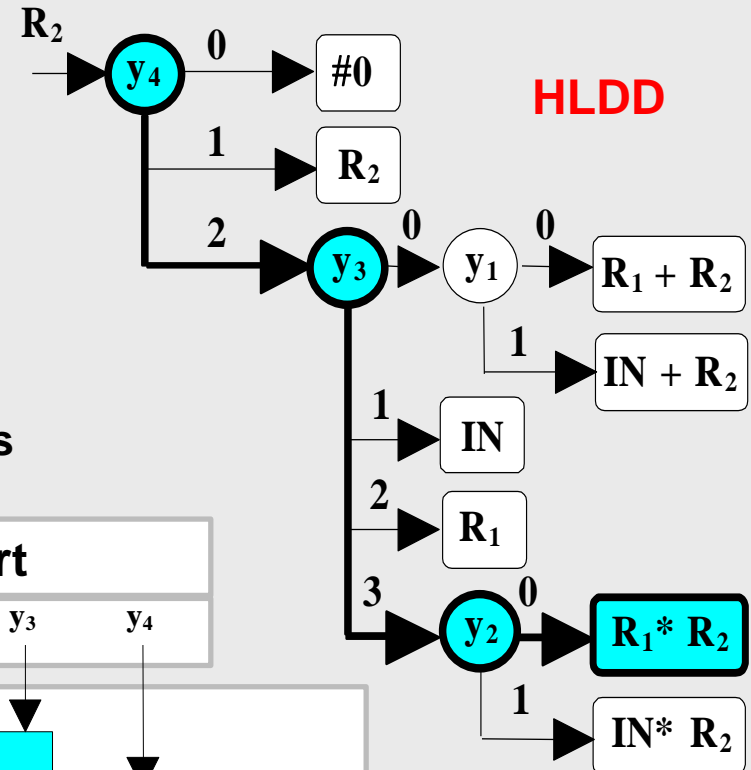 R₂
y₄
0
#0
HLDD
1
R₂
2
y₃
0
y₁
0
R₁ + R₂
1
IN + R₂
1
IN
s
2
R₁
rt
3
y₂
0
R₁* R₂
y₃ y₄
1
IN* R₂